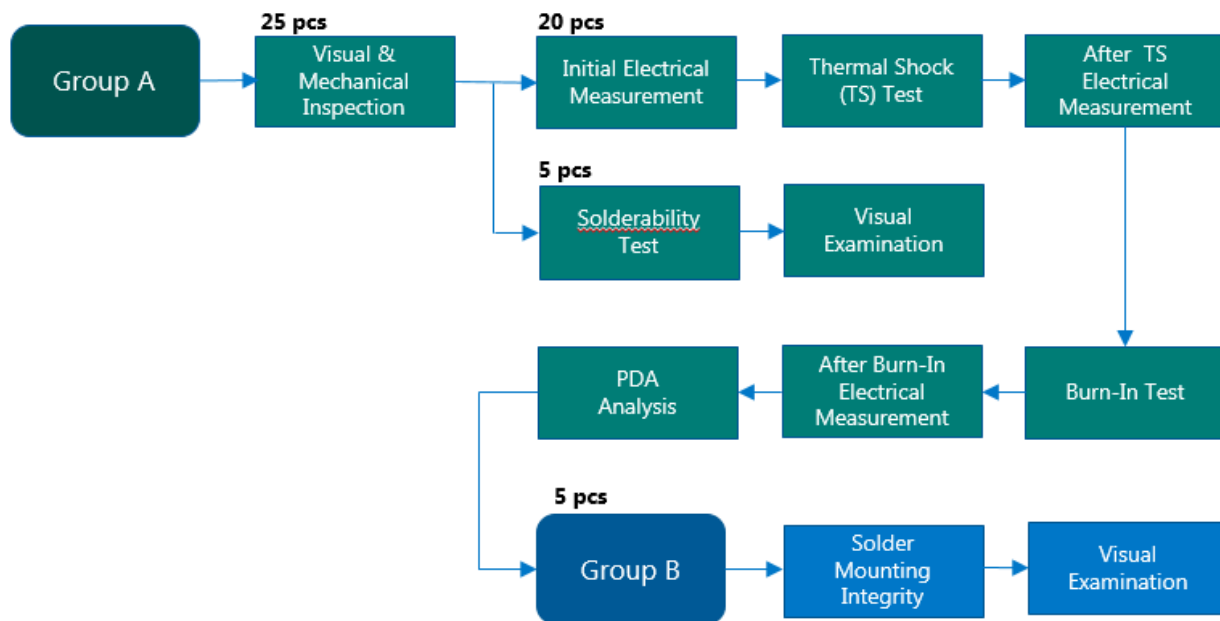 25 pcs
20 pcs
Group A
Visual &
Mechanical
Inspection
Initial Electrical
Measurement
Thermal Shock
(TS) Test
After TS
Electrical
Measurement
5 pcs
Solderability
Test
Visual
Examination
PDA
Analysis
After Burn-In
Electrical
Measurement
Burn-In Test
5 pcs
Group B
Solder
Mounting
Integrity
Visual
Examination